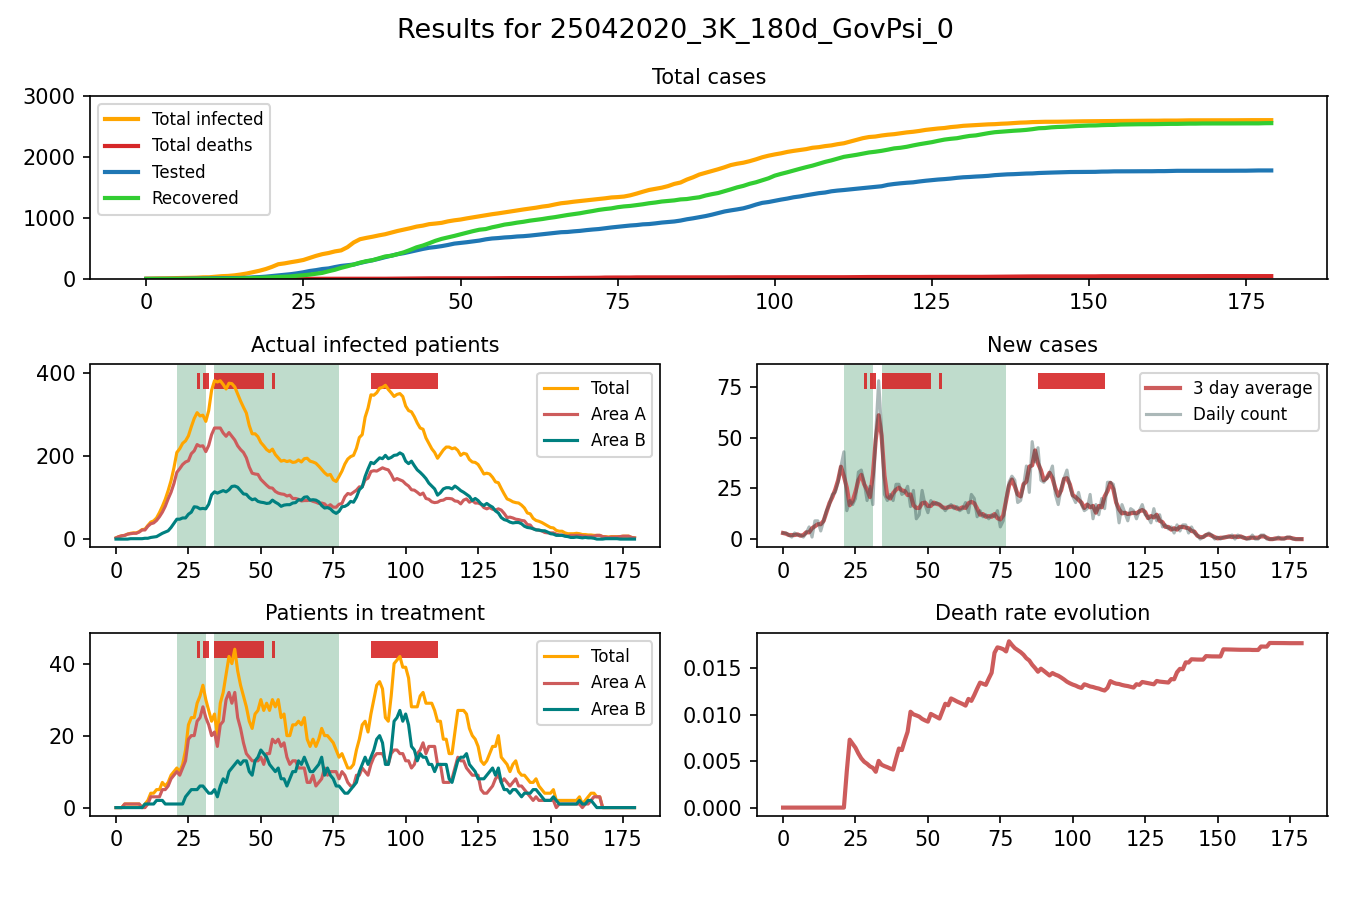 Results for 25042020_3K_180d_GovPsi_0
Total cases
3000
2000
1000
0
Total infected
Total deaths
Tested
Recovered
0 25 50 75 100 125 150 175
Actual infected patients
400
200
0
Total
Area A
Area B
0 25 50 75 100 125 150 175
New cases
75
50
25
0
3 day average
Daily count
0 25 50 75 100 125 150 175
Patients in treatment
40
20
0
Total
Area A
Area B
0 25 50 75 100 125 150 175
Death rate evolution
0.015
0.010
0.005
0.000
0 25 50 75 100 125 150 175